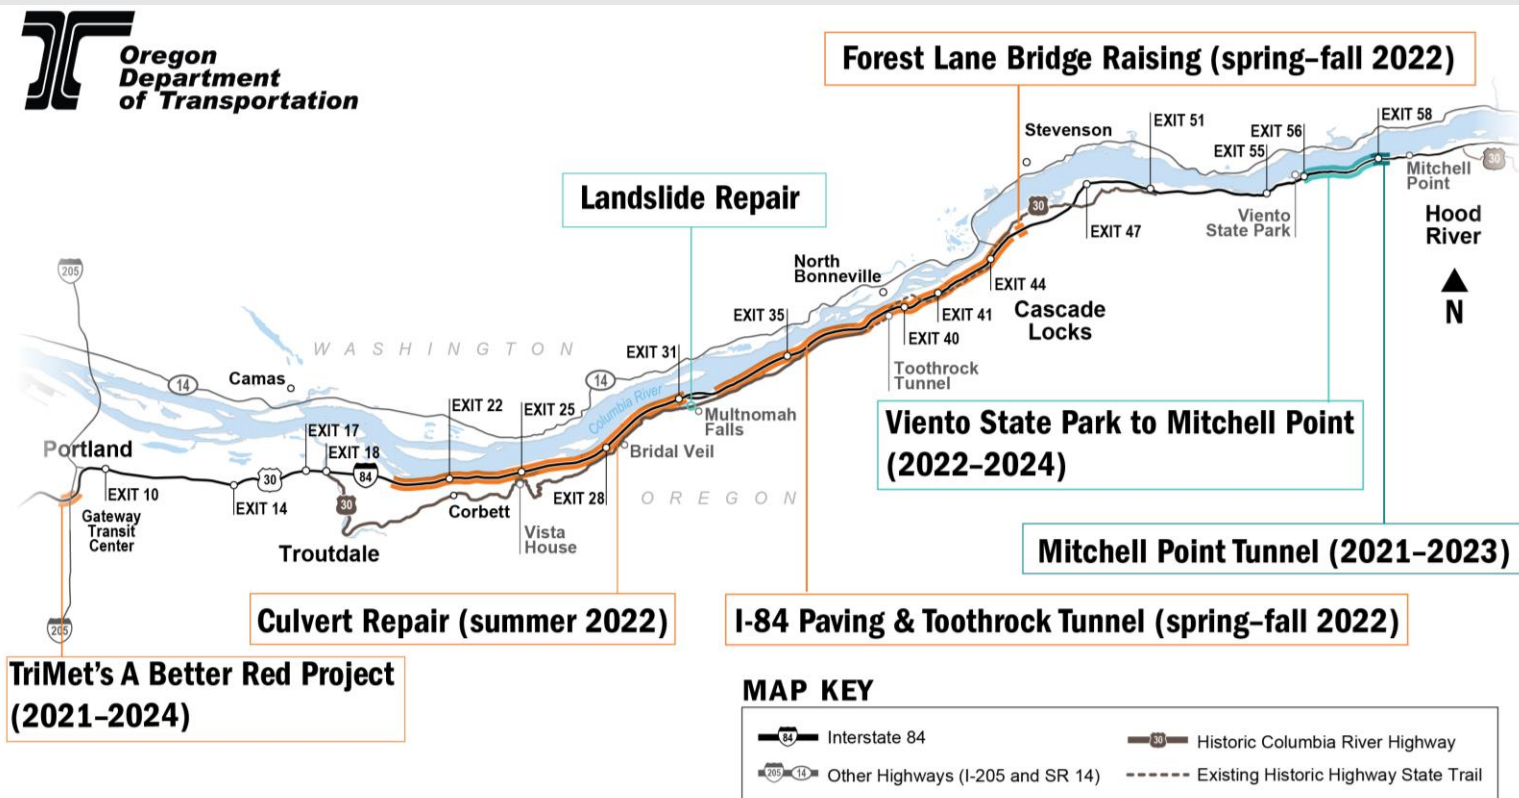 Oregon
Department
of Transportation
Forest Lane Bridge Raising (spring–fall 2022)
Landslide Repair
Stevenson
EXIT 51
EXIT 56
EXIT 55
EXIT 58
Mitchell
Point
30
Hood
River
N
Viento
State Park
EXIT 47
30
North
Bonneville
EXIT 44
Cascade
Locks
EXIT 41
EXIT 40
EXIT 35
Toothrock
Tunnel
205
WASHINGTON
EXIT 31
14
Camas
14
Columbia River
Multnomah
Falls
Bridal Veil
EXIT 22
EXIT 25
EXIT 17
EXIT 18
Portland
30
84
EXIT 10
EXIT 14
30
EXIT 28
OREGON
Corbett
Gateway
Transit
Center
Troutdale
Vista
House
Viento State Park to Mitchell Point
(2022–2024)
Mitchell Point Tunnel (2021–2023)
Culvert Repair (summer 2022)
I-84 Paving & Toothrock Tunnel (spring–fall 2022)
205
TriMet’s A Better Red Project
(2021–2024)
MAP KEY
84 Interstate 84
30 Historic Columbia River Highway
205 14 Other Highways (I-205 and SR 14)
Existing Historic Highway State Trail